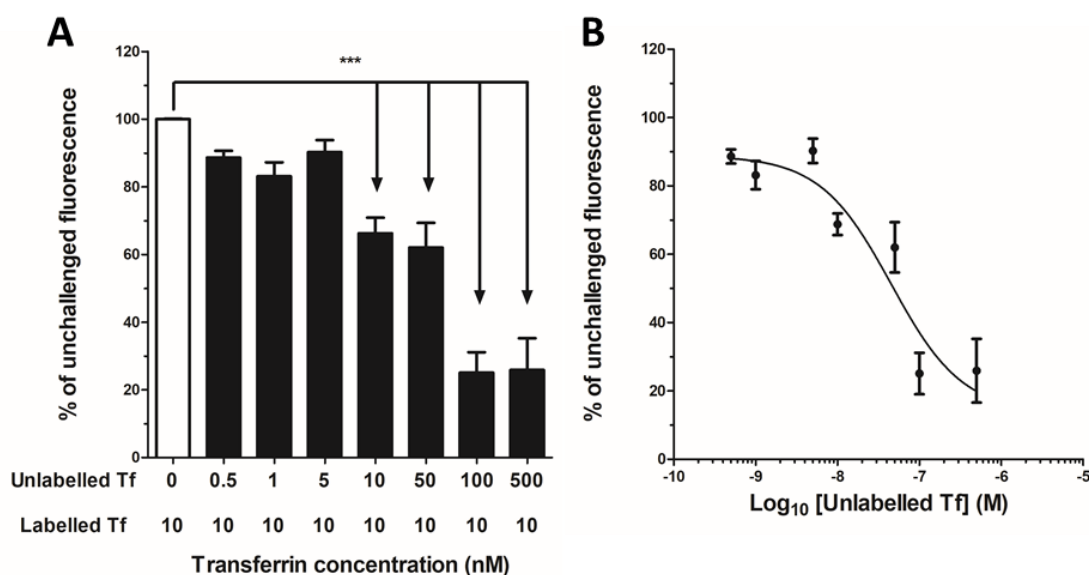 A
% of unchallenged fluorescence
120
100
80
60
40
20
0
***
Unlabelled Tf 0 0.5 1 5 10 50 100 500
Labelled Tf 10 10 10 10 10 10 10 10
Transferrin concentration (nM)
B
% of unchallenged fluorescence
120
100
80
60
40
20
0
-10 -9 -8 -7 -6 -5
Log₁₀ [Unlabelled Tf] (M)